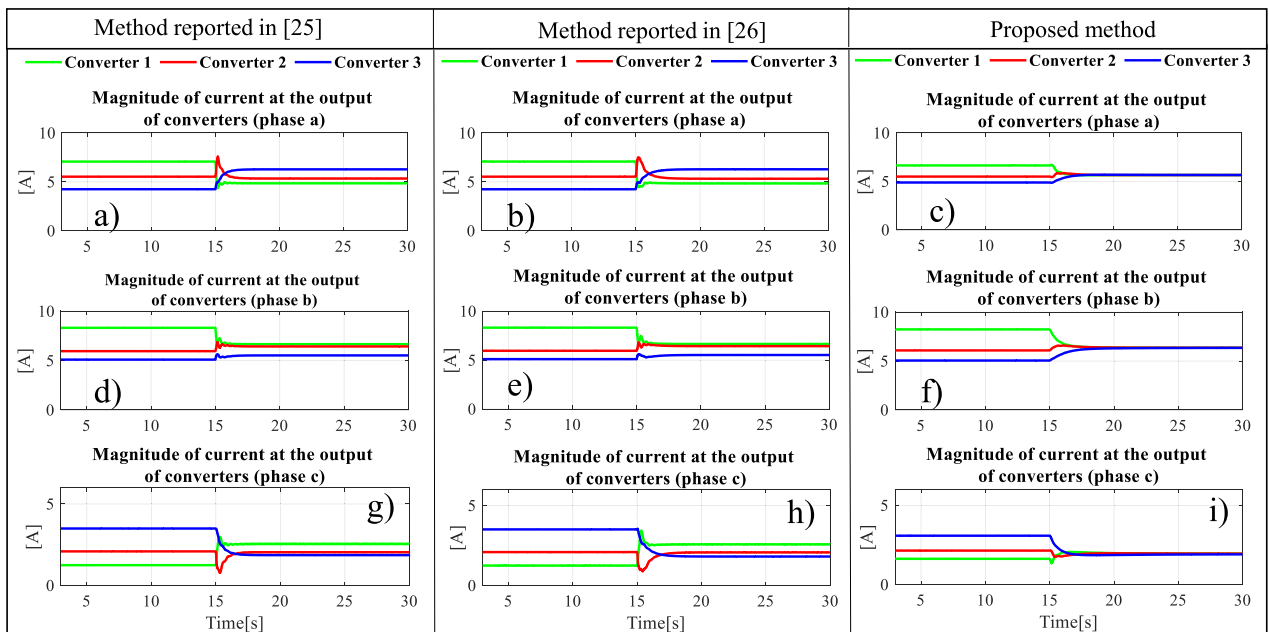 Method reported in [25]
Method reported in [26]
Proposed method
Converter 1 Converter 2 Converter 3
Converter 1 Converter 2 Converter 3
Converter 1 Converter 2 Converter 3
Magnitude of current at the output
of converters (phase a)
10
5
0
[A]
a)
5 10 15 20 25 30
Magnitude of current at the output
of converters (phase a)
10
5
0
[A]
b)
5 10 15 20 25 30
Magnitude of current at the output
of converters (phase a)
10
5
0
[A]
c)
5 10 15 20 25 30
Magnitude of current at the output
of converters (phase b)
10
5
0
[A]
d)
5 10 15 20 25 30
Magnitude of current at the output
of converters (phase b)
10
5
0
[A]
e)
5 10 15 20 25 30
Magnitude of current at the output
of converters (phase b)
10
5
0
[A]
f)
5 10 15 20 25 30
Magnitude of current at the output
of converters (phase c)
5
0
[A]
g)
5 10 15 20 25 30
Time[s]
Magnitude of current at the output
of converters (phase c)
5
0
[A]
h)
5 10 15 20 25 30
Time[s]
Magnitude of current at the output
of converters (phase c)
5
0
[A]
i)
5 10 15 20 25 30
Time[s]